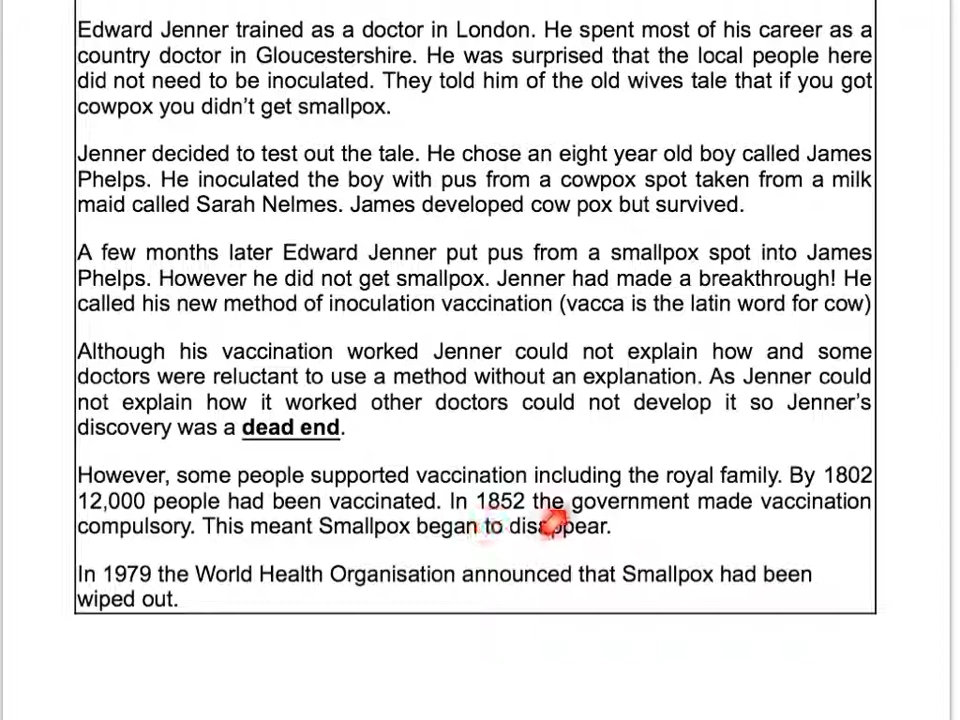 Edward Jenner trained as a doctor in London. He spent most of his career as a
country doctor in Gloucestershire. He was surprised that the local people here
did not need to be inoculated. They told him of the old wives tale that if you got
cowpox you didn't get smallpox.
Jenner decided to test out the tale. He chose an eight year old boy called James
Phelps. He inoculated the boy with pus from a cowpox spot taken from a milk
maid called Sarah Nelmes. James developed cow pox but survived.
A few months later Edward Jenner put pus from a smallpox spot into James
Phelps. However he did not get smallpox. Jenner had made a breakthrough! He
called his new method of inoculation vaccination (vacca is the latin word for cow)
Although his vaccination worked Jenner could not explain how and some
doctors were reluctant to use a method without an explanation. As Jenner could
not explain how it worked other doctors could not develop it so Jenner's
discovery was a dead end.
However, some people supported vaccination including the royal family. By 1802
12,000 people had been vaccinated. In 1852 the government made vaccination
compulsory. This meant Smallpox began to disappear.
In 1979 the World Health Organisation announced that Smallpox had been
wiped out.